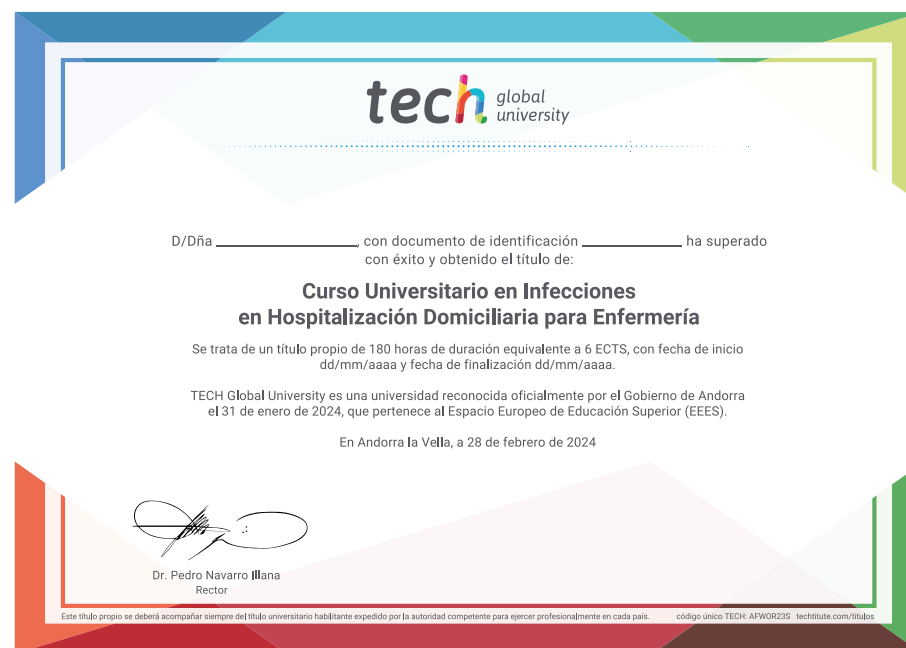 tech global university
D/Dña , con documento de identificación ha superado
con éxito y obtenido el título de:
Curso Universitario en Infecciones
en Hospitalización Domiciliaria para Enfermería
Se trata de un título propio de 180 horas de duración equivalente a 6 ECTS, con fecha de inicio
dd/mm/aaaa y fecha de finalización dd/mm/aaaa.
TECH Global University es una universidad reconocida oficialmente por el Gobierno de Andorra
el 31 de enero de 2024, que pertenece al Espacio Europeo de Educación Superior (EEES).
En Andorra la Vella, a 28 de febrero de 2024
Dr. Pedro Navarro Illana
Rector
Este título propio se deberá acompañar siempre del título universitario habilitante expedido por la autoridad competente para ejercer profesionalmente en cada país. código único TECH: AFWOR23S techtitute.com/titulos